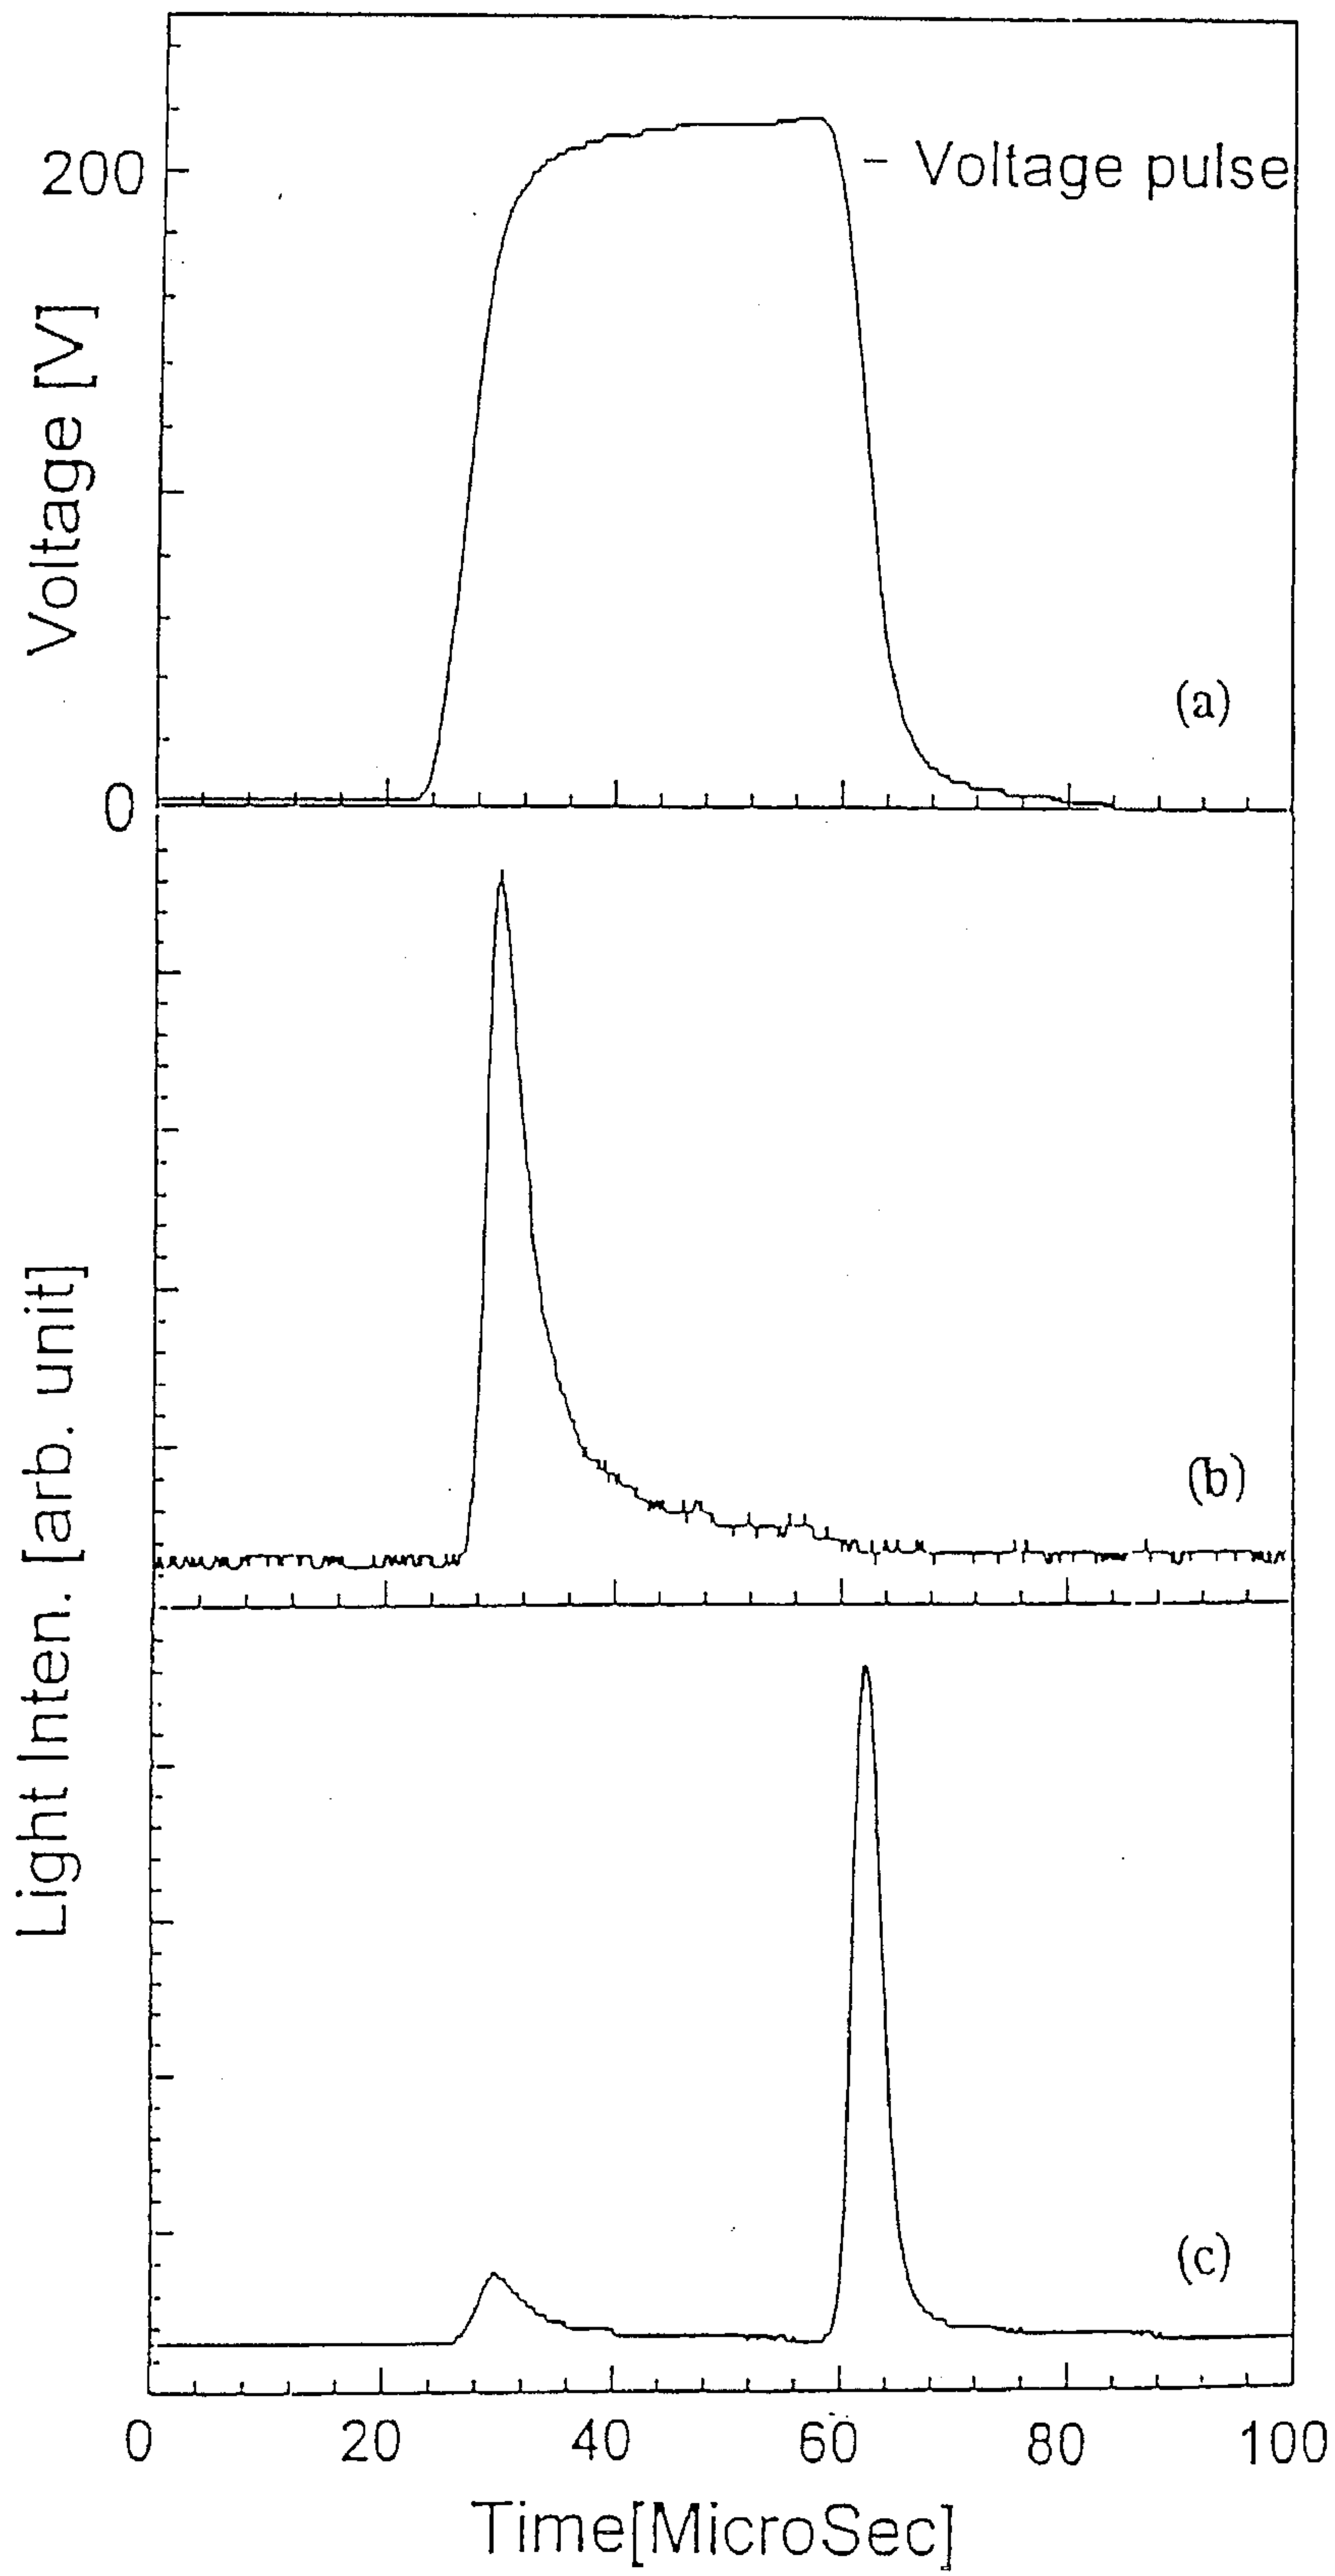 200
— Voltage pulse
Voltage [V]
(a)
0
(b)
Light Inten. [arb. unit]
(c)
0 20 40 60 80 100
Time[MicroSec]